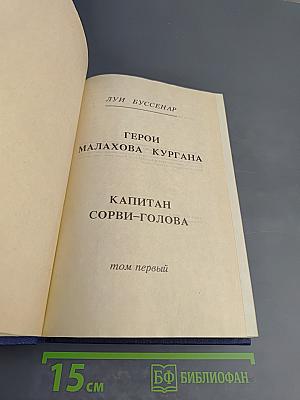 ЛУИ БУССЕНАР
ГЕРОИ
МАЛАХОВА КУРГАНА
КАПИТАН
СОРВИ-ГОЛОВА
том первый
15 см
БФ БИБЛИОФАН